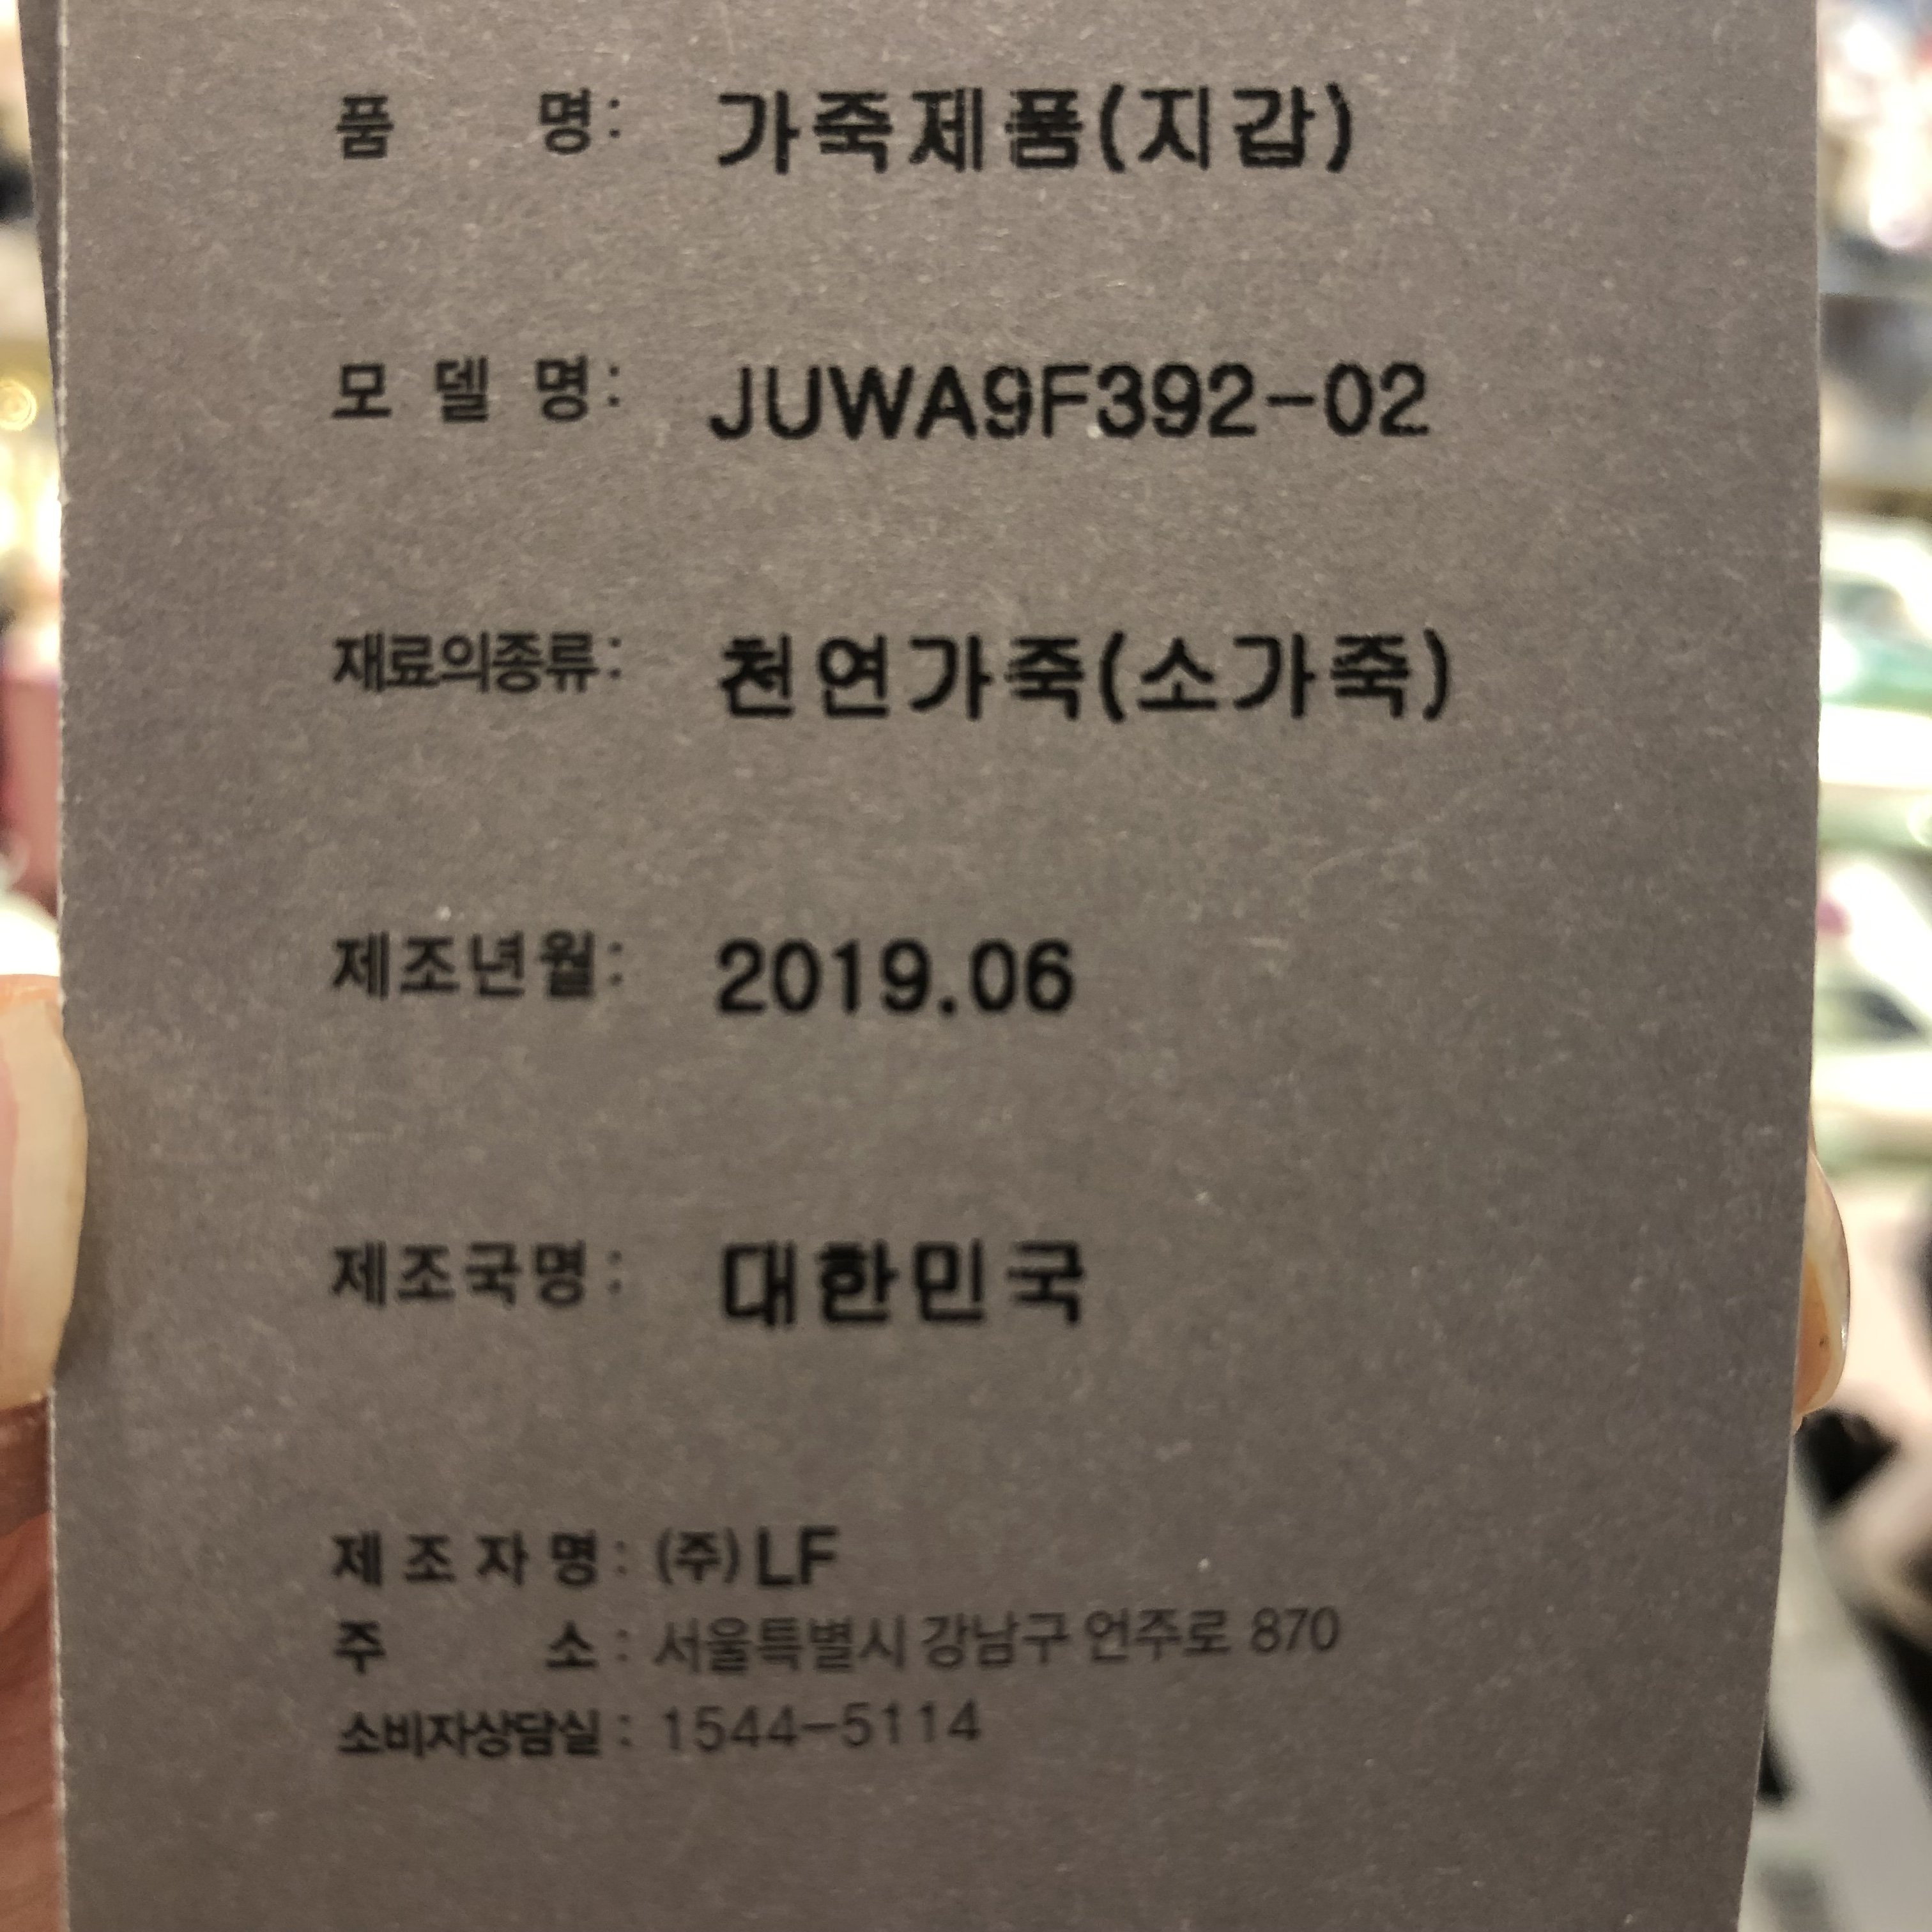 품 명: 가죽제품(지갑)
모 델 명: JUWA9F392-02
재료의종류: 천연가죽(소가죽)
제조년월: 2019.06
제조국명: 대한민국
제 조 자 명 : (주) LF
주 소 : 서울특별시 강남구 언주로 870
소비자상담실 : 1544-5114